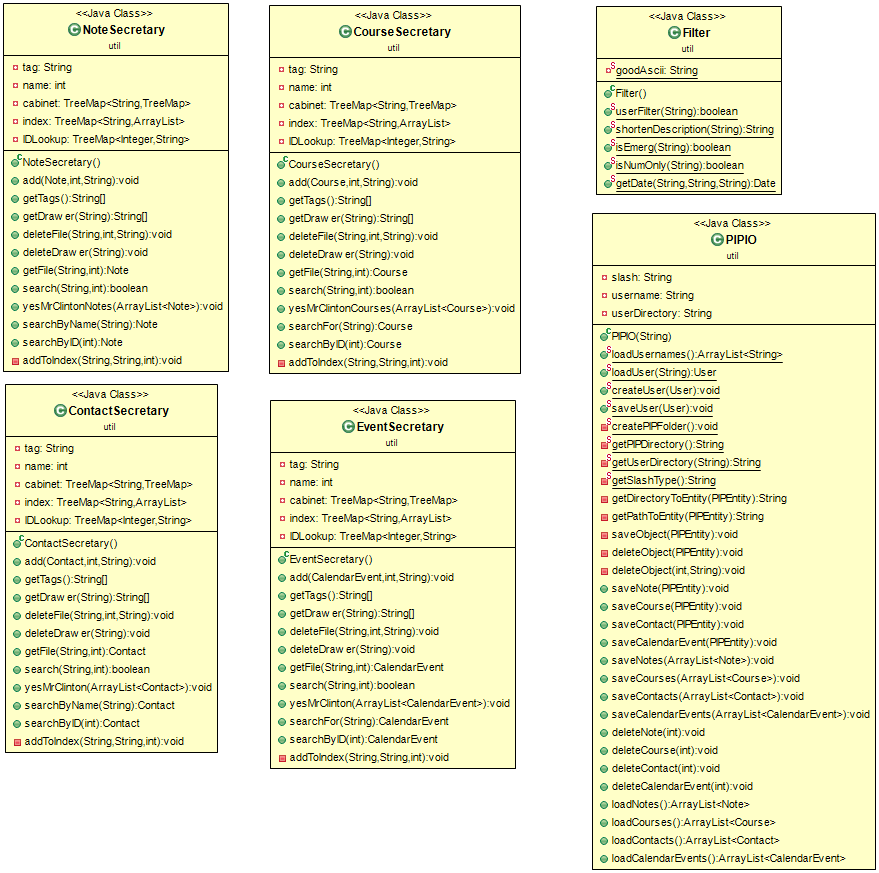 <<Java Class>>
NoteSecretary
util
tag: String
name: int
cabinet: TreeMap<String,TreeMap>
index: TreeMap<String,ArrayList>
IDLookup: TreeMap<Integer,String>
NoteSecretary()
add(Note,int,String):void
getTags():String[]
getDrawer(String):String[]
deleteFile(String,int,String):void
deleteDrawer(String):void
getFile(String,int):Note
search(String,int):boolean
yesMrClintonNotes(ArrayList<Note>):void
searchByName(String):Note
searchByID(int):Note
addToIndex(String,String,int):void
<<Java Class>>
CourseSecretary
util
tag: String
name: int
cabinet: TreeMap<String,TreeMap>
index: TreeMap<String,ArrayList>
IDLookup: TreeMap<Integer,String>
CourseSecretary()
add(Course,int,String):void
getTags():String[]
getDrawer(String):String[]
deleteFile(String,int,String):void
deleteDrawer(String):void
getFile(String,int):Course
search(String,int):boolean
yesMrClintonCourses(ArrayList<Course>):void
searchFor(String):Course
searchByID(int):Course
addToIndex(String,String,int):void
<<Java Class>>
Filter
util
goodAscii: String
Filter()
userFilter(String):boolean
shortenDescription(String):String
isEmerg(String):boolean
isNumOnly(String):boolean
getDate(String,String,String):Date
<<Java Class>>
ContactSecretary
util
tag: String
name: int
cabinet: TreeMap<String,TreeMap>
index: TreeMap<String,ArrayList>
IDLookup: TreeMap<Integer,String>
ContactSecretary()
add(Contact,int,String):void
getTags():String[]
getDrawer(String):String[]
deleteFile(String,int,String):void
deleteDrawer(String):void
getFile(String,int):Contact
search(String,int):boolean
yesMrClinton(ArrayList<Contact>):void
searchByName(String):Contact
searchByID(int):Contact
addToIndex(String,String,int):void
<<Java Class>>
EventSecretary
util
tag: String
name: int
cabinet: TreeMap<String,TreeMap>
index: TreeMap<String,ArrayList>
IDLookup: TreeMap<Integer,String>
EventSecretary()
add(CalendarEvent,int,String):void
getTags():String[]
getDrawer(String):String[]
deleteFile(String,int,String):void
deleteDrawer(String):void
getFile(String,int):CalendarEvent
search(String,int):boolean
yesMrClinton(ArrayList<CalendarEvent>):void
searchFor(String):CalendarEvent
searchByID(int):CalendarEvent
addToIndex(String,String,int):void
<<Java Class>>
PIPIO
util
slash: String
username: String
userDirectory: String
PIPIO(String)
loadUsernames():ArrayList<String>
loadUser(String):User
createUser(User):void
saveUser(User):void
createPIPFolder():void
getPIPDirectory():String
getUserDirectory(String):String
getSlashType():String
getDirectoryToEntity(PIPEntity):String
getPathToEntity(PIPEntity):String
saveObject(PIPEntity):void
deleteObject(PIPEntity):void
deleteObject(int,String):void
saveNote(PIPEntity):void
saveCourse(PIPEntity):void
saveContact(PIPEntity):void
saveCalendarEvent(PIPEntity):void
saveNotes(ArrayList<Note>):void
saveCourses(ArrayList<Course>):void
saveContacts(ArrayList<Contact>):void
saveCalendarEvents(ArrayList<CalendarEvent>):void
deleteNote(int):void
deleteCourse(int):void
deleteContact(int):void
deleteCalendarEvent(int):void
loadNotes():ArrayList<Note>
loadCourses():ArrayList<Course>
loadContacts():ArrayList<Contact>
loadCalendarEvents():ArrayList<CalendarEvent>